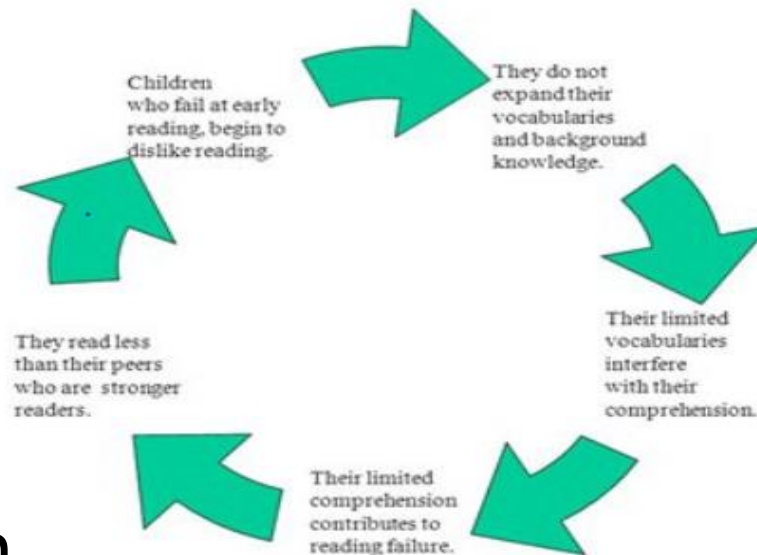 Children
who fail at early
reading, begin to
dislike reading.
They do not
expand their
vocabularies
and background
knowledge.
Their limited
vocabularies
interfere
with their
comprehension.
Their limited
comprehension
contributes to
reading failure.
They read less
than their peers
who are stronger
readers.